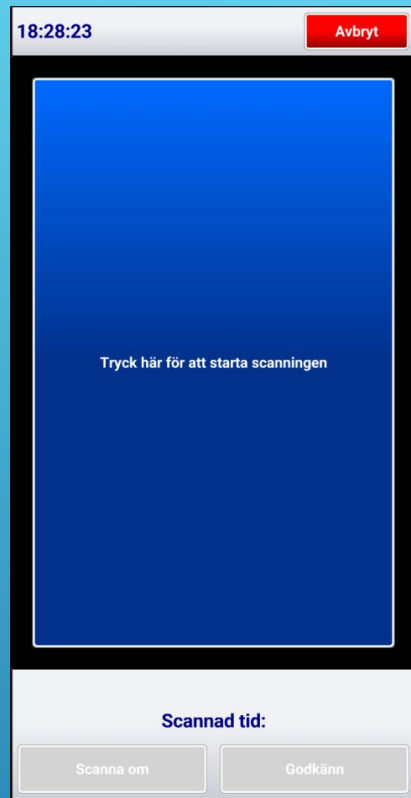 18:28:23
Avbryt
Tryck här för att starta scanningen
Scannad tid:
Scanna om
Godkänn